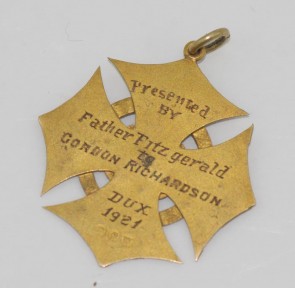 Presented
BY
Father Fitzgerald
to
GORDON RICHARDSON
DUX
1921